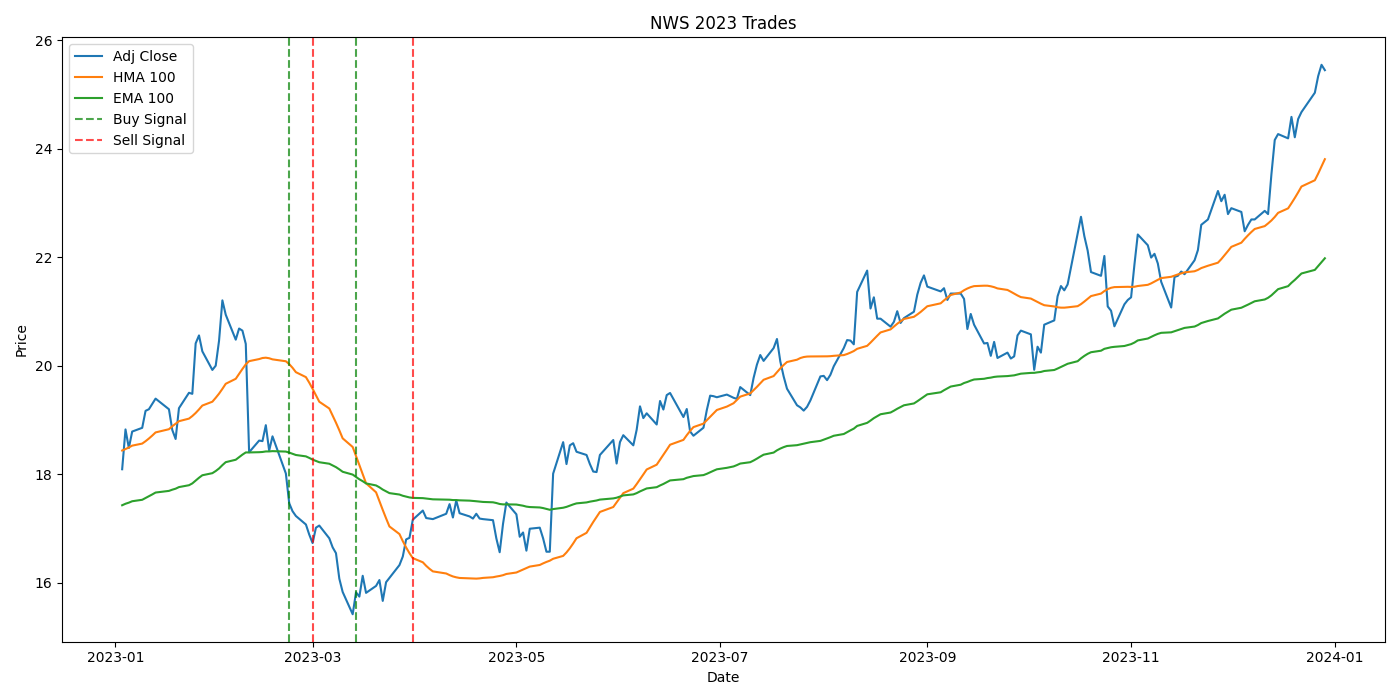 NWS 2023 Trades
Adj Close
HMA 100
EMA 100
Buy Signal
Sell Signal
Price
26
24
22
20
18
16
2023-01
2023-03
2023-05
2023-07
2023-09
2023-11
2024-01
Date